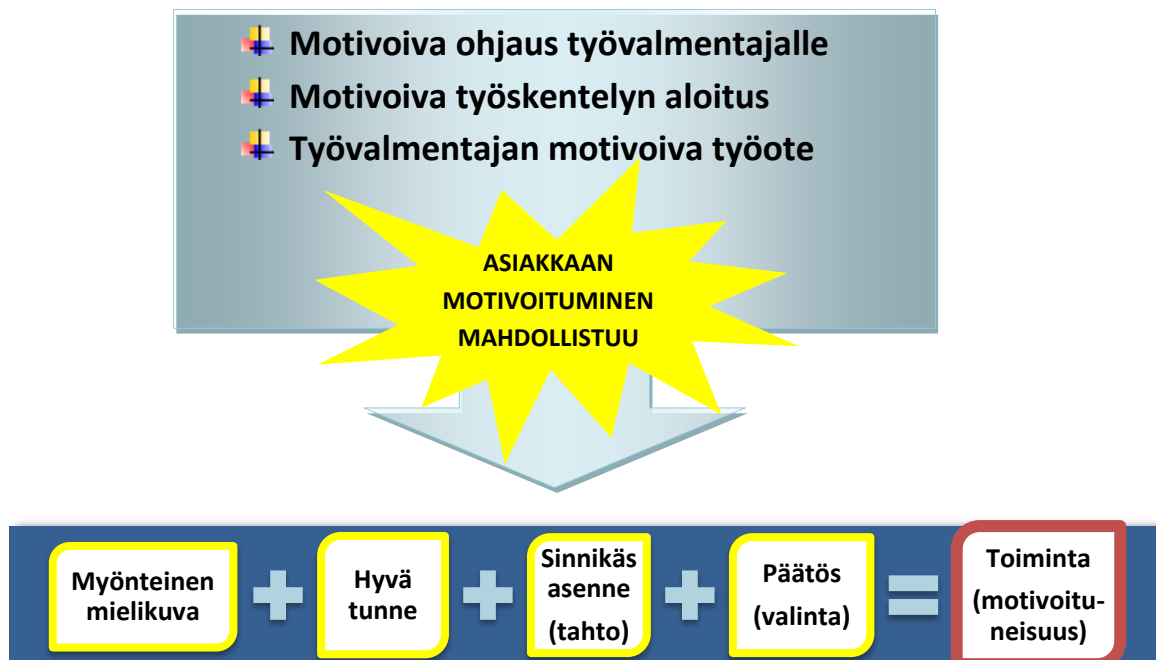 Motivoiva ohjaus työvalmentajalle
Motivoiva työskentelyn aloitus
Työvalmentajan motivoiva työote
ASIAKKAAN
MOTIVOITUMINEN
MAHDOLLISTUU
Myönteinen
mielikuva
Hyvä
tunne
Sinnikäs
asenne
(tahto)
Päätös
(valinta)
Toiminta
(motivoitu-
neisuus)